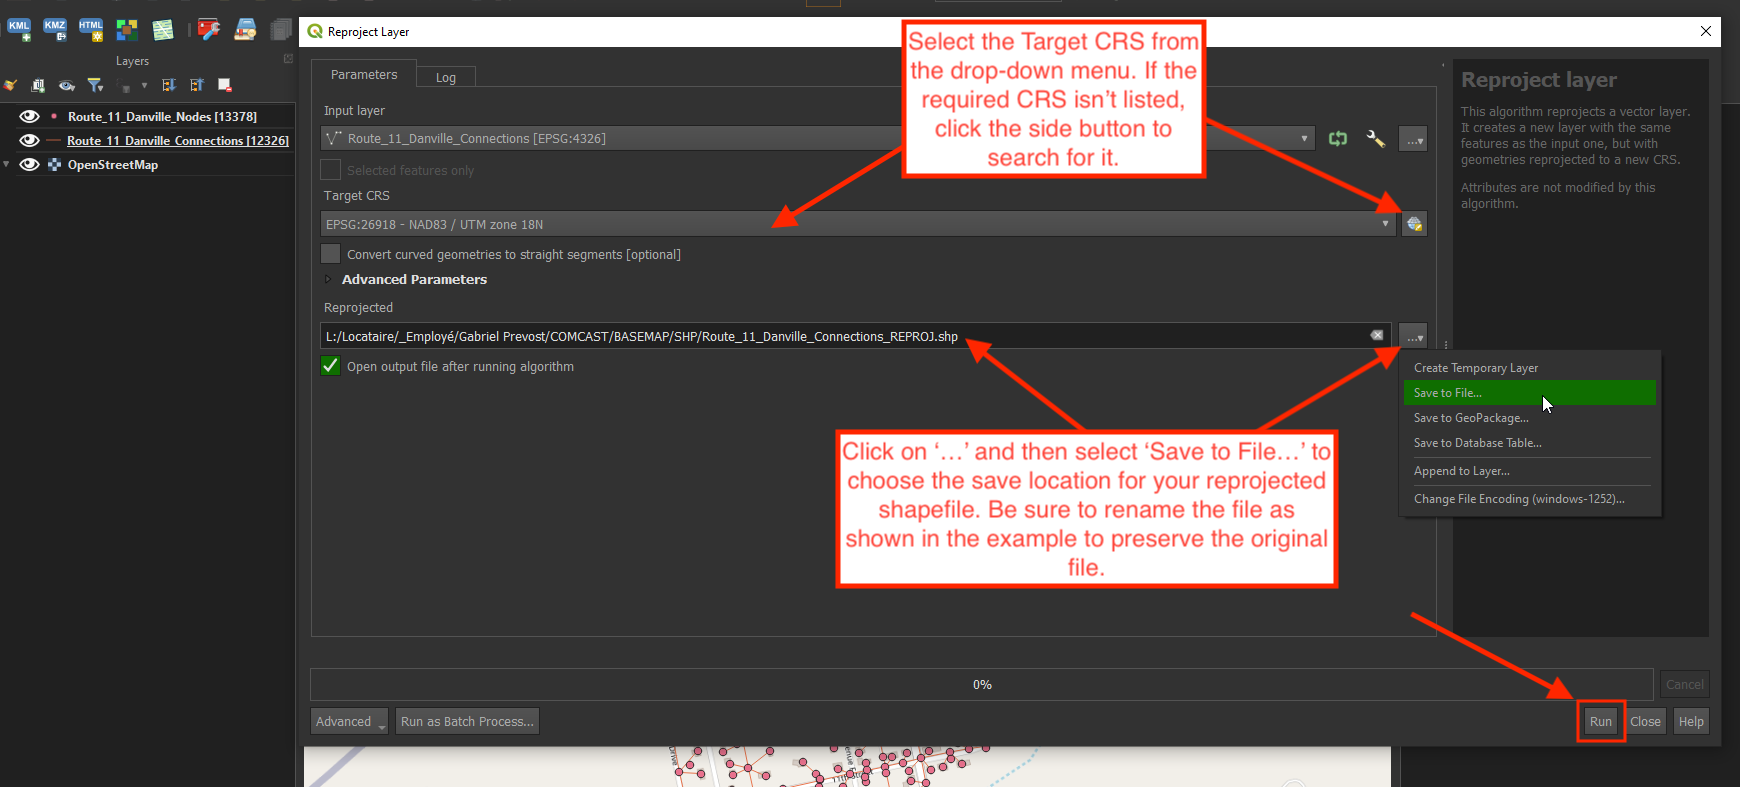 KML
KMZ
HTML
Reproject Layer
Layers
Route_11_Danville_Nodes [13378]
Route_11_Danville_Connections [12326]
OpenStreetMap
Parameters
Log
Input layer
Route_11_Danville_Connections [EPSG:4326]
...
Selected features only
Target CRS
EPSG:26918 - NAD83 / UTM zone 18N
Convert curved geometries to straight segments [optional]
Advanced Parameters
Reprojected
L:/Locataire/_Employé/Gabriel Prevost/COMCAST/BASEMAP/SHP/Route_11_Danville_Connections_REPROJ.shp
...
Open output file after running algorithm
Select the Target CRS from
the drop-down menu. If the
required CRS isn’t listed,
click the side button to
search for it.
Reproject layer
This algorithm reprojects a vector layer.
It creates a new layer with the same
features as the input one, but with
geometries reprojected to a new CRS.
Attributes are not modified by this
algorithm.
Create Temporary Layer
Save to File...
Save to GeoPackage...
Save to Database Table...
Append to Layer...
Change File Encoding (windows-1252)...
Click on ‘…’ and then select ‘Save to File…’ to
choose the save location for your reprojected
shapefile. Be sure to rename the file as
shown in the example to preserve the original
file.
0%
Cancel
Advanced
Run as Batch Process...
Run
Close
Help
Drive